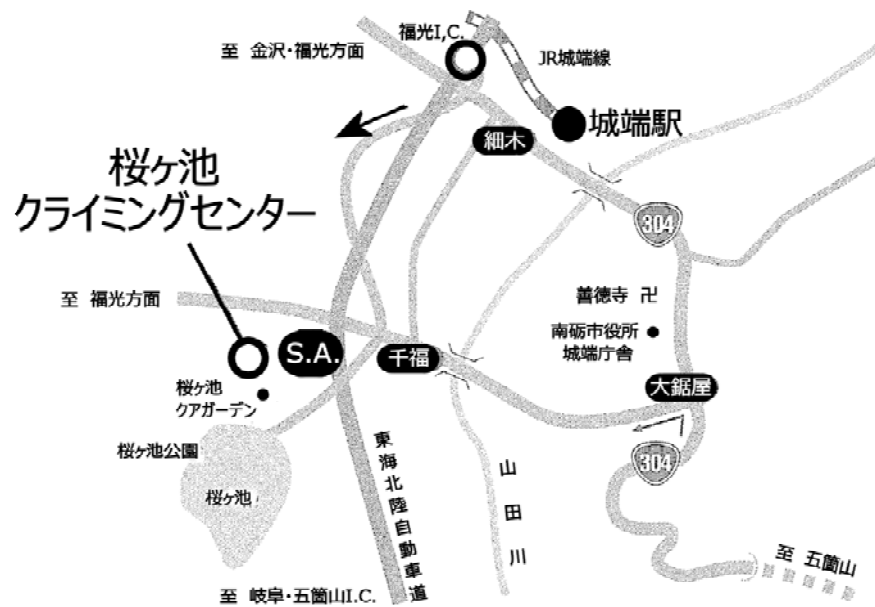 福光I,C.
至 金沢・福光方面
JR城端線
城端駅
細木
桜ヶ池
クライミングセンター
304
至 福光方面
善徳寺 卍
南砺市役所
城端庁舎
S.A.
千福
桜ヶ池
クアガーデン
大鋸屋
桜ヶ池公園
桜ヶ池
東海北陸自動車道
山田川
304
至 五箇山
至 岐阜・五箇山I.C.